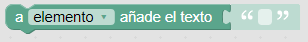 a elemento añade el texto “ ”